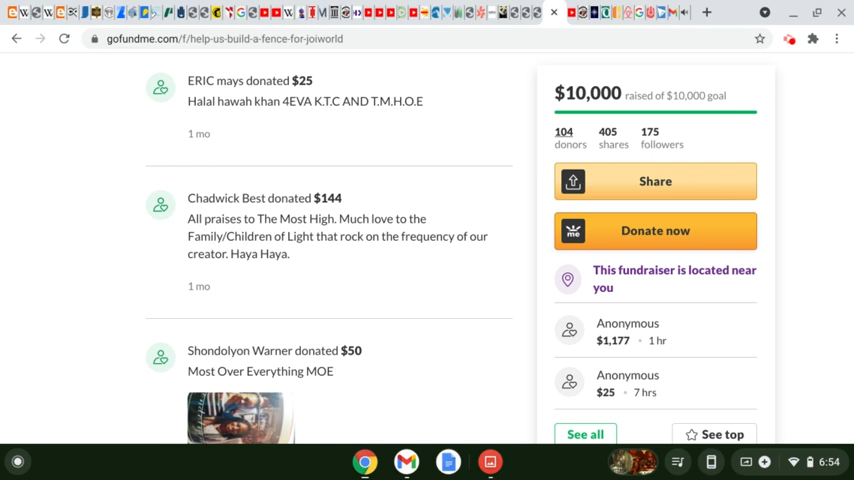 gofundme.com/f/help-us-build-a-fence-for-joiworld
ERIC mays donated $25
Halal hawah khan 4EVA K.T.C AND T.M.H.O.E
1 mo
Chadwick Best donated $144
All praises to The Most High. Much love to the
Family/Children of Light that rock on the frequency of our
creator. Haya Haya.
1 mo
Shondolyon Warner donated $50
Most Over Everything MOE
$10,000 raised of $10,000 goal
104 405 175
donors shares followers
Share
me Donate now
This fundraiser is located near
you
Anonymous
$1,177 • 1 hr
Anonymous
$25 • 7 hrs
See all See top
6:54